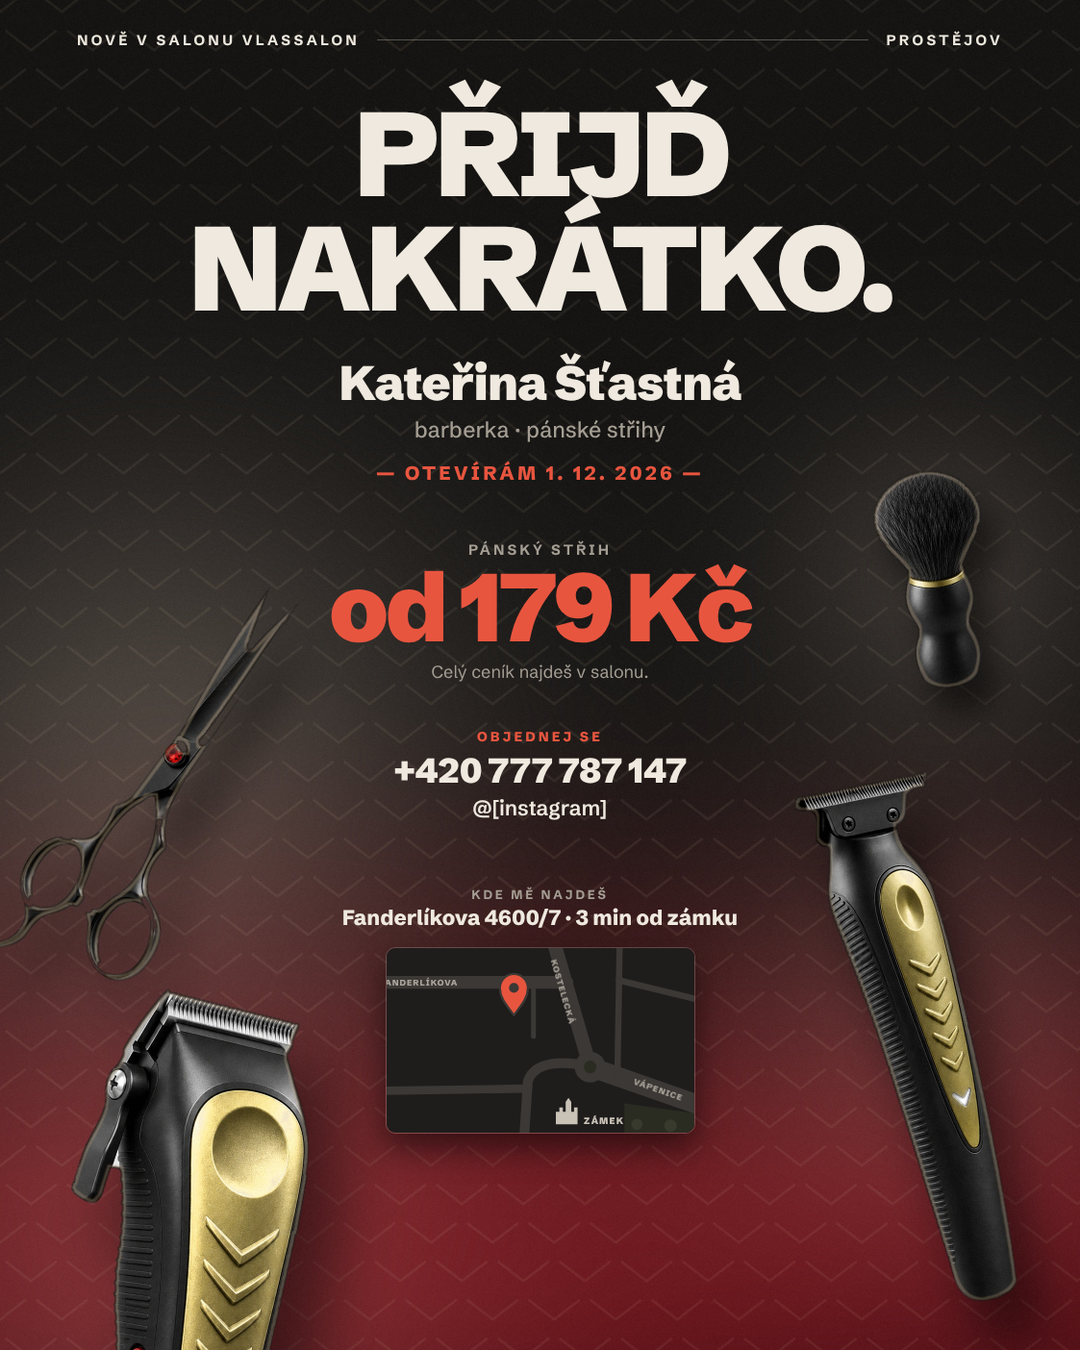 NOVĚ V SALONU VLASSALON
PROSTĚJOV
PŘIJĎ
NAKRÁTKO.
Kateřina Šťastná
barberka · pánské střihy
— OTEVÍRÁM 1. 12. 2026 —
PÁNSKÝ STŘIH
od 179 Kč
Celý ceník najdeš v salonu.
OBJEDNEJ SE
+420 777 787 147
@[instagram]
KDE MĚ NAJDEŠ
Fanderlíkova 4600/7 · 3 min od zámku
ANDERLÍKOVA
KOSTELECKÁ
VÁPENICE
ZÁMEK